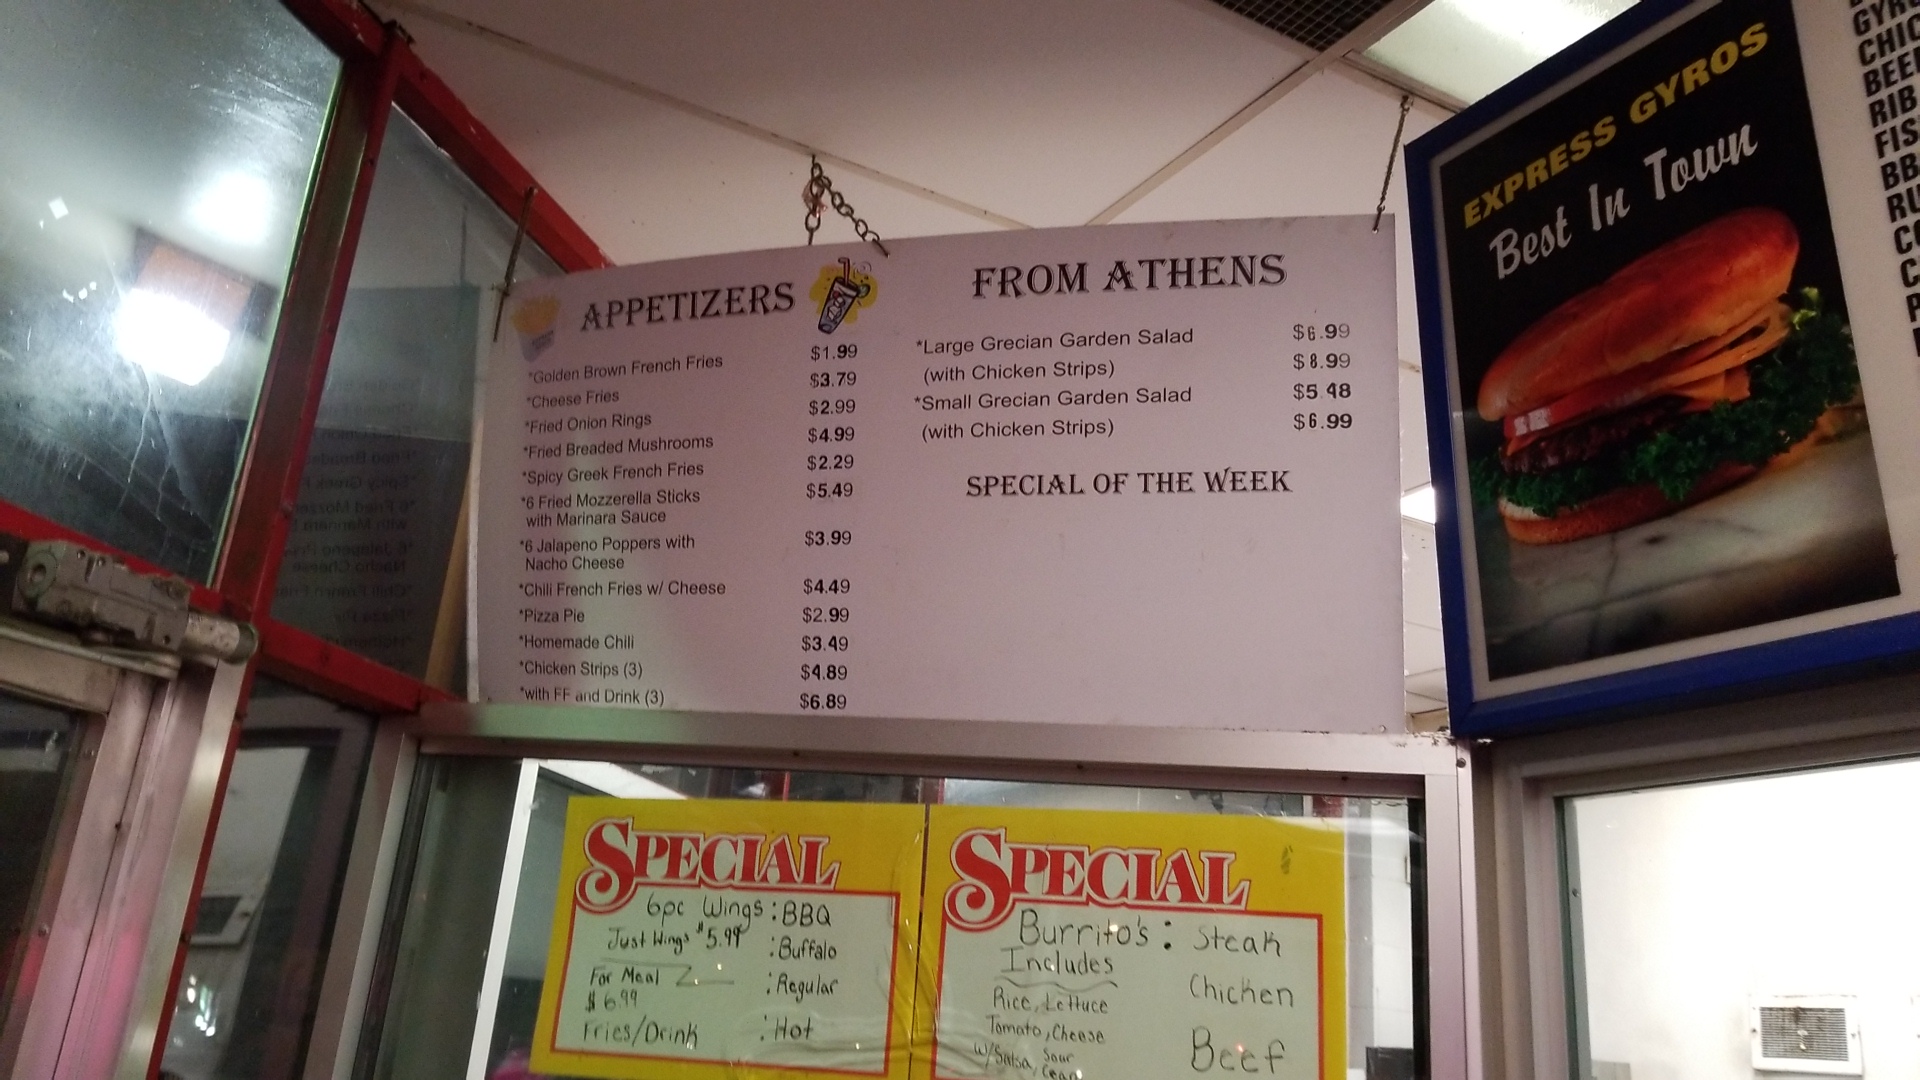 APPETIZERS
*Golden Brown French Fries $1.99
*Cheese Fries $3.79
*Fried Onion Rings $2.99
*Fried Breaded Mushrooms $4.99
*Spicy Greek French Fries $2.29
*6 Fried Mozzerella Sticks $5.49
with Marinara Sauce
*6 Jalapeno Poppers with $3.99
Nacho Cheese
*Chili French Fries w/ Cheese $4.49
*Pizza Pie $2.99
*Homemade Chili $3.49
*Chicken Strips (3) $4.89
*with FF and Drink (3) $6.89
FROM ATHENS
*Large Grecian Garden Salad $6.99
(with Chicken Strips) $8.99
*Small Grecian Garden Salad $5.48
(with Chicken Strips) $6.99
SPECIAL OF THE WEEK
EXPRESS GYROS
Best In Town
SPECIAL
6pc Wings : BBQ
Just Wings $5.99 : Buffalo
For Meal : Regular
$6.99
Fries/Drink : Hot
SPECIAL
Burrito's : Steak
Includes
Chicken
Rice, Lettuce
Tomato, Cheese
Beef
W/Salsa, Sour